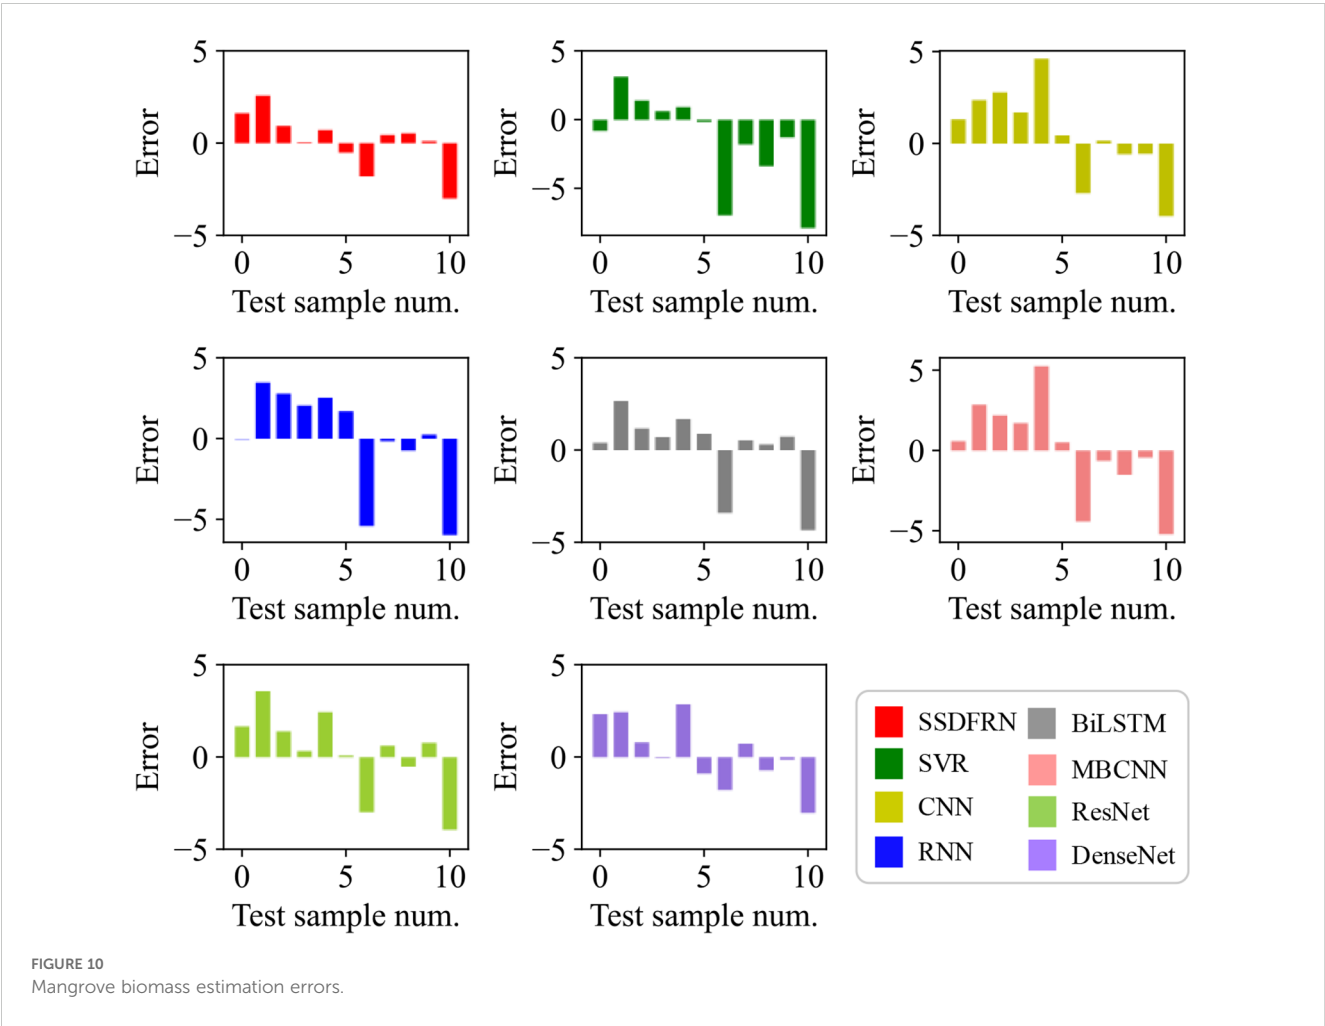 5
0
−5
Error
0 5 10
Test sample num.
5
0
−5
Error
0 5 10
Test sample num.
5
0
−5
Error
0 5 10
Test sample num.
5
0
−5
Error
0 5 10
Test sample num.
5
0
−5
Error
0 5 10
Test sample num.
5
0
−5
Error
0 5 10
Test sample num.
5
0
−5
Error
0 5 10
Test sample num.
5
0
−5
Error
0 5 10
Test sample num.
SSDFRN
SVR
CNN
RNN
BiLSTM
MBCNN
ResNet
DenseNet
FIGURE 10
Mangrove biomass estimation errors.